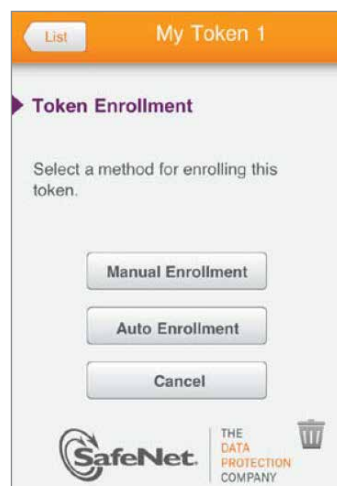 List
My Token 1
Token Enrollment
Select a method for enrolling this
token.
Manual Enrollment
Auto Enrollment
Cancel
SafeNet.
THE
DATA
PROTECTION
COMPANY